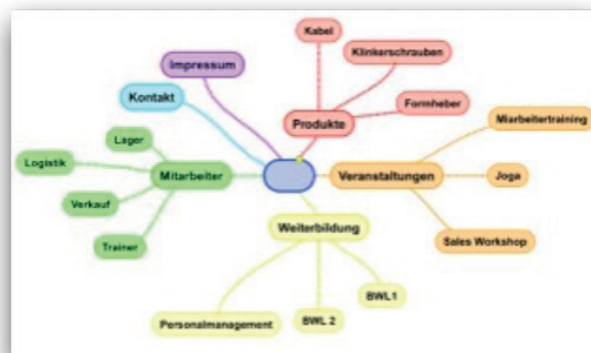 Kabel
Impressum
Klinkerschrauben
Kontakt
Formheber
Produkte
Miarbeitertraining
Lager
Logistik
Mitarbeiter
Veranstaltungen
Joga
Verkauf
Weiterbildung
Trainer
Sales Workshop
BWL1
Personalmanagement
BWL 2